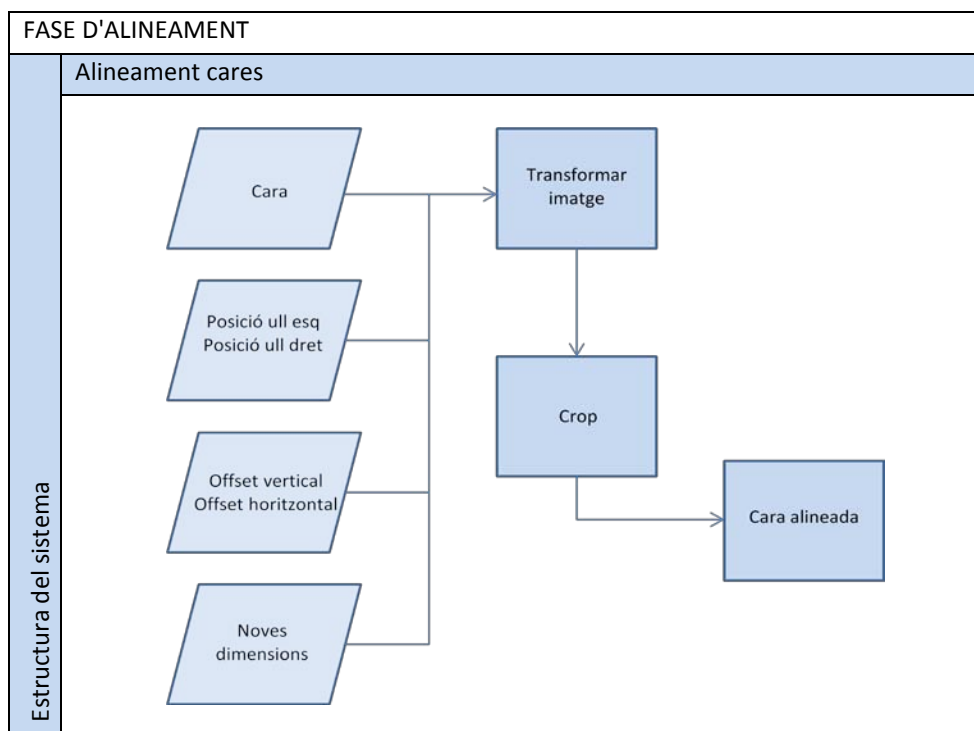 FASE D'ALINEAMENT
Alineament cares
Estructura del sistema
Cara
Transformar
imatge
Posició ull esq
Posició ull dret
Crop
Offset vertical
Offset horitzontal
Cara alineada
Noves
dimensions